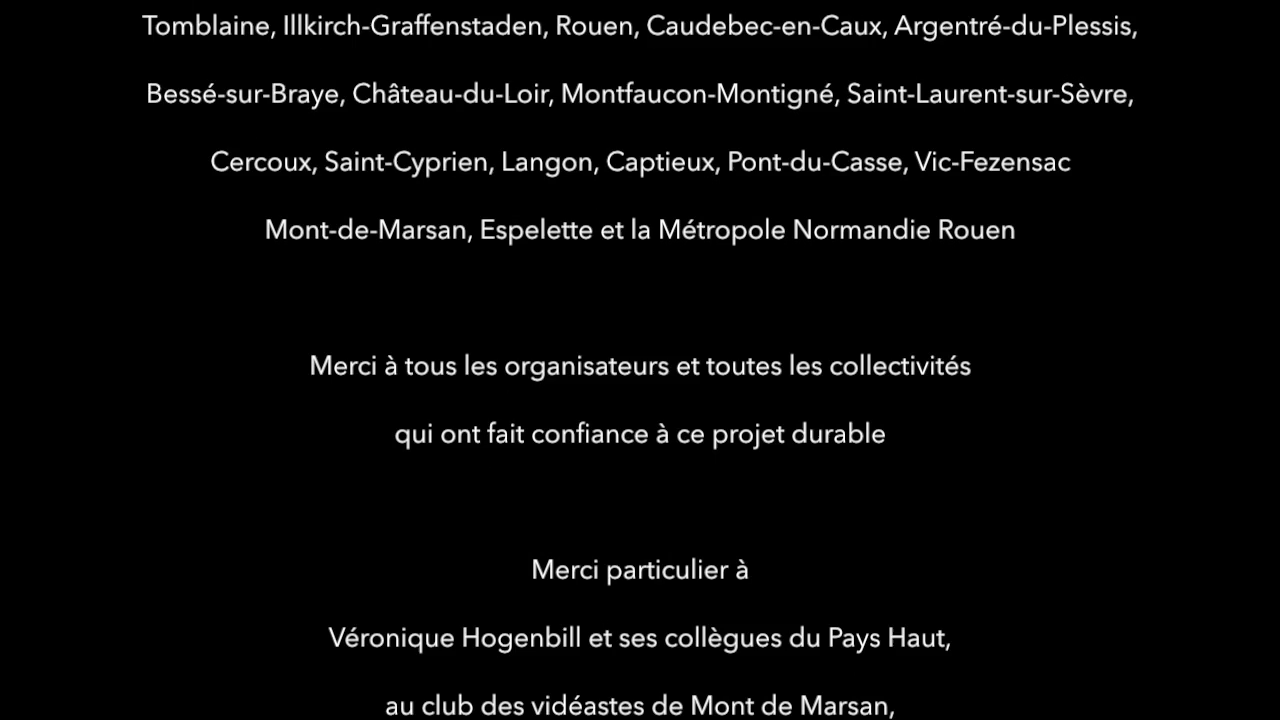 Tomblaine, Illkirch-Graffenstaden, Rouen, Caudebec-en-Caux, Argentré-du-Plessis,
Bessé-sur-Braye, Château-du-Loir, Montfaucon-Montigné, Saint-Laurent-sur-Sèvre,
Cercoux, Saint-Cyprien, Langon, Captieux, Pont-du-Casse, Vic-Fezensac
Mont-de-Marsan, Espelette et la Métropole Normandie Rouen
Merci à tous les organisateurs et toutes les collectivités
qui ont fait confiance à ce projet durable
Merci particulier à
Véronique Hogenbill et ses collègues du Pays Haut,
au club des vidéastes de Mont de Marsan,